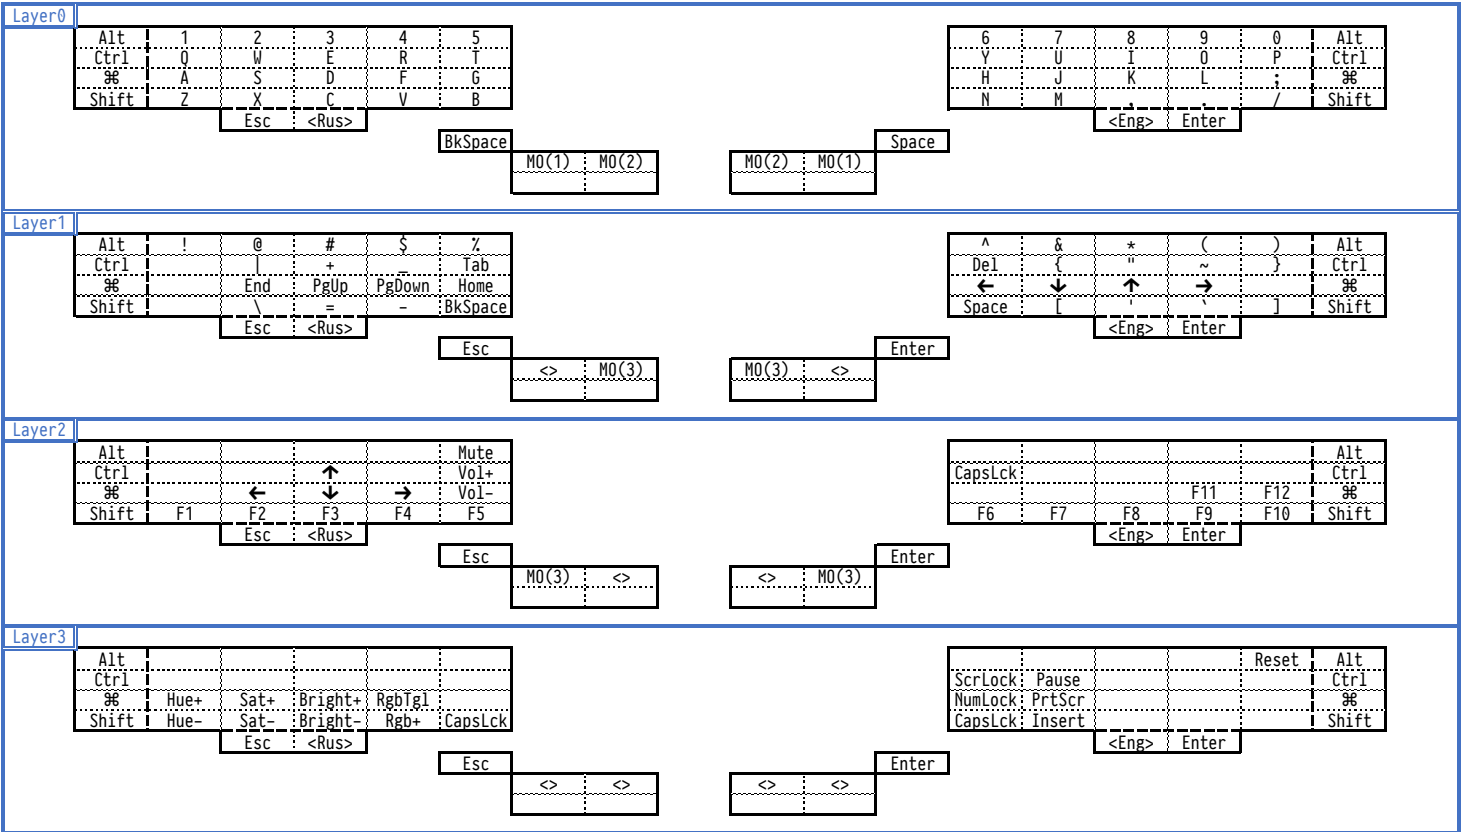 Layer0
Alt 1 2 3 4 5 6 7 8 9 0 Alt
Ctrl Q W E R T Y U I O P Ctrl
⌘ A S D F G H J K L ; ⌘
Shift Z X C V B N M , . / Shift
Esc <Rus> <Eng> Enter
BkSpace Space
MO(1) MO(2) MO(2) MO(1)
Layer1
Alt ! @ # $ % ^ & * ( ) Alt
Ctrl | + _ Tab Del { " ~ } Ctrl
⌘ End PgUp PgDown Home ← ↓ ↑ → ⌘
Shift \ = - BkSpace Space [ ' ` ] Shift
Esc <Rus> <Eng> Enter
Esc Enter
<> MO(3) MO(3) <>
Layer2
Alt Mute Alt
Ctrl ↑ Vol+ CapsLck Ctrl
⌘ ← ↓ → Vol- F11 F12 ⌘
Shift F1 F2 F3 F4 F5 F6 F7 F8 F9 F10 Shift
Esc <Rus> <Eng> Enter
Esc Enter
MO(3) <> <> MO(3)
Layer3
Alt Reset Alt
Ctrl ScrLock Pause Ctrl
⌘ Hue+ Sat+ Bright+ RgbTgl NumLock PrtScr ⌘
Shift Hue- Sat- Bright- Rgb+ CapsLck CapsLck Insert Shift
Esc <Rus> <Eng> Enter
Esc Enter
<> <> <> <>